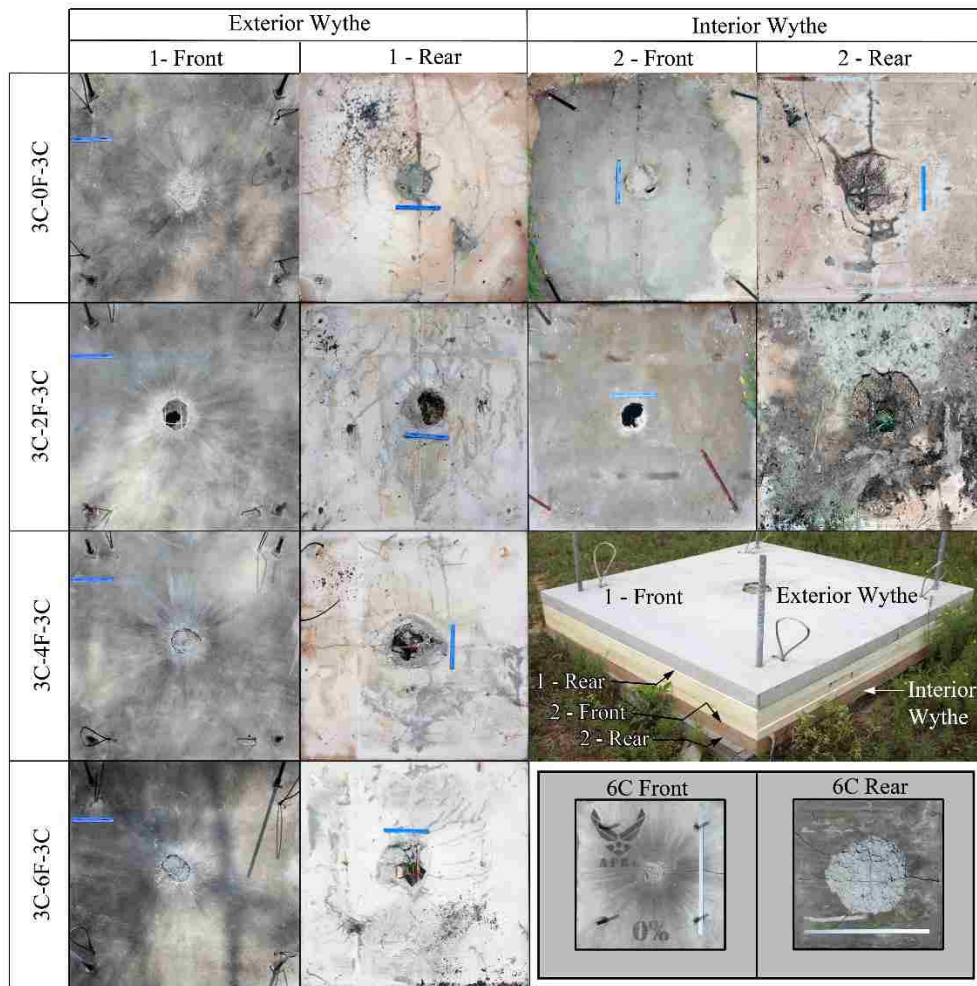 Exterior Wythe
Interior Wythe
1- Front
1 - Rear
2 - Front
2 - Rear
3C-0F-3C
3C-2F-3C
3C-4F-3C
1 - Front
Exterior Wythe
1 - Rear
2 - Front
2 - Rear
Interior
Wythe
3C-6F-3C
6C Front
6C Rear
0%